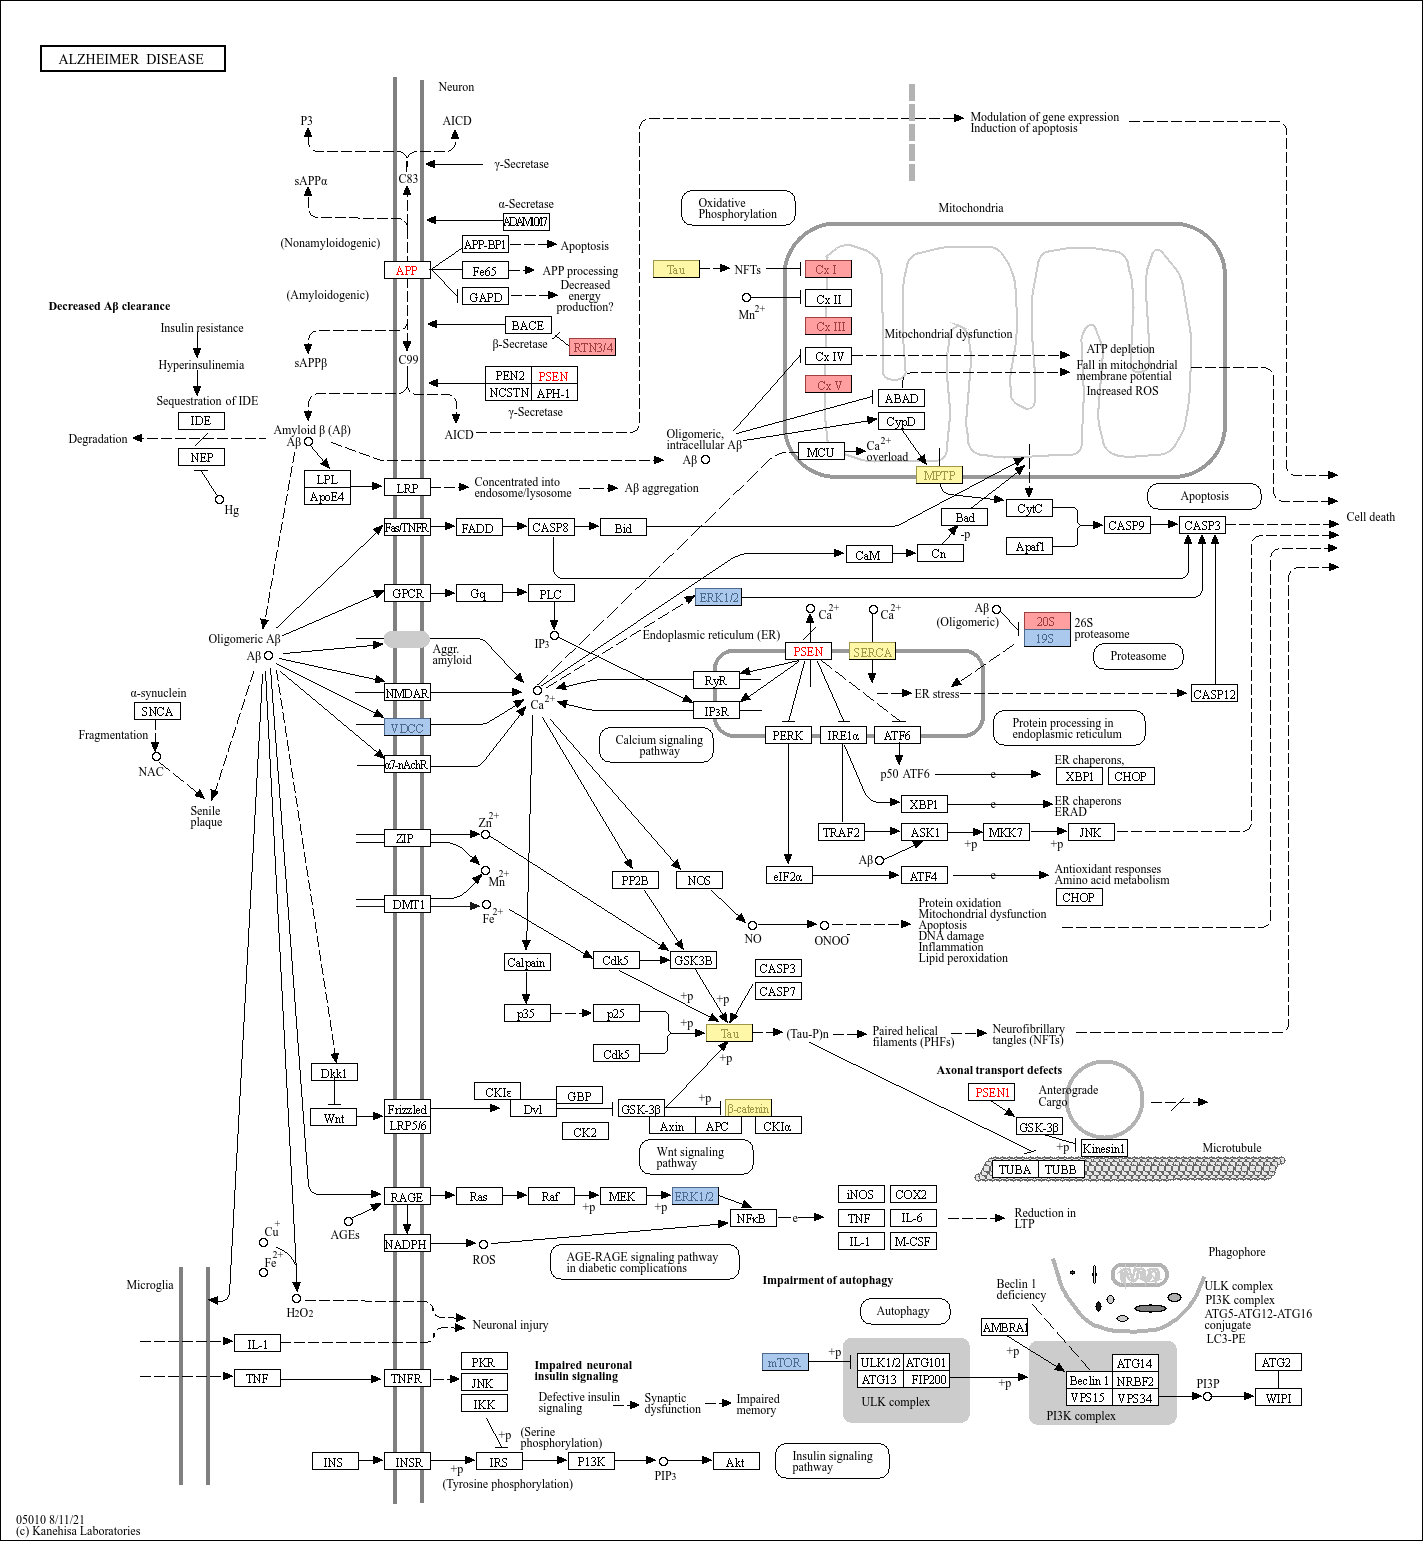 ALZHEIMER DISEASE
Neuron
P3
AICD
Modulation of gene expression
Induction of apoptosis
γ-Secretase
sAPPα
C83
Oxidative
Phosphorylation
Mitochondria
α-Secretase
ADAM10/17
(Nonamyloidogenic)
APP-BP1
Apoptosis
APP
Fe65
APP processing
Tau
NFTs
Cx I
(Amyloidogenic)
GAPD
Decreased
energy
production?
Mn2+
Cx II
Decreased Aβ clearance
Insulin resistance
BACE
β-Secretase
RTN3/4
Cx III
Mitochondrial dysfunction
Hyperinsulinemia
sAPPβ
C99
Cx IV
ATP depletion
Fall in mitochondrial
membrane potential
Increased ROS
PEN2
PSEN
NCSTN
APH-1
γ-Secretase
Cx V
ABAD
Sequestration of IDE
IDE
CypD
Degradation
Amyloid β (Aβ)
Aβ
AICD
Oligomeric,
intracellular Aβ
Aβ
NEP
MCU
Ca2+
overload
Hg
LPL
ApoE4
LRP
Concentrated into
endosome/lysosome
Aβ aggregation
MPTP
Apoptosis
Fas/TNFR
FADD
CASP8
Bid
Bad
-p
CytC
Apaf1
CASP9
CASP3
Cell death
CaM
Cn
GPCR
Gq
PLC
ERK1/2
IP3
Endoplasmic reticulum (ER)
Ca2+
Ca2+
Aβ
(Oligomeric)
20S
19S
26S
proteasome
Oligomeric Aβ
Aβ
Aggr.
amyloid
PSEN
SERCA
Proteasome
α-synuclein
SNCA
Fragmentation
NAC
NMDAR
Ca2+
RyR
IP3R
ER stress
CASP12
VDCC
Calcium signaling
pathway
PERK
IRE1α
ATF6
Protein processing in
endoplasmic reticulum
α7-nAchR
p50 ATF6
e
ER chaperons,
XBP1
CHOP
Senile
plaque
XBP1
e
ER chaperons
ERAD
ZIP
Zn2+
TRAF2
ASK1
+p
MKK7
+p
JNK
Mn2+
Aβ
PP2B
NOS
eIF2α
ATF4
e
Antioxidant responses
Amino acid metabolism
CHOP
DMT1
Fe2+
NO
ONOO-
Protein oxidation
Mitochondrial dysfunction
Apoptosis
DNA damage
Inflammation
Lipid peroxidation
Calpain
Cdk5
GSK3B
CASP3
CASP7
+p
+p
p35
p25
+p
Tau
(Tau-P)n
Paired helical
filaments (PHFs)
Neurofibrillary
tangles (NFTs)
Cdk5
+p
Dkk1
Axonal transport defects
PSEN1
Anterograde
Cargo
Wnt
Frizzled
LRP5/6
CKIε
Dvl
GBP
CK2
GSK-3β
+p
β-catenin
Axin
APC
CKIα
GSK-3β
+p
Kinesin1
Microtubule
Wnt signaling
pathway
TUBA
TUBB
RAGE
Ras
Raf
+p
MEK
+p
ERK1/2
AGEs
NFκB
e
iNOS
COX2
TNF
IL-6
IL-1
M-CSF
Reduction in
LTP
Cu+
Fe2+
NADPH
ROS
AGE-RAGE signaling pathway
in diabetic complications
Phagophore
Microglia
H2O2
Impairment of autophagy
Beclin 1
deficiency
ULK complex
PI3K complex
ATG5-ATG12-ATG16
conjugate
LC3-PE
Autophagy
Neuronal injury
IL-1
AMBRA1
+p
mTOR
+p
ULK1/2
ATG101
ATG13
FIP200
ULK complex
+p
ATG14
Beclin 1
NRBF2
VPS15
VPS34
PI3K complex
PI3P
ATG2
WIPI
TNF
TNFR
PKR
JNK
IKK
Impaired neuronal
insulin signaling
Defective insulin
signaling
Synaptic
dysfunction
Impaired
memory
+p
(Serine
phosphorylation)
INS
INSR
+p
IRS
P13K
PIP3
Akt
Insulin signaling
pathway
(Tyrosine phosphorylation)
05010 8/11/21
(c) Kanehisa Laboratories